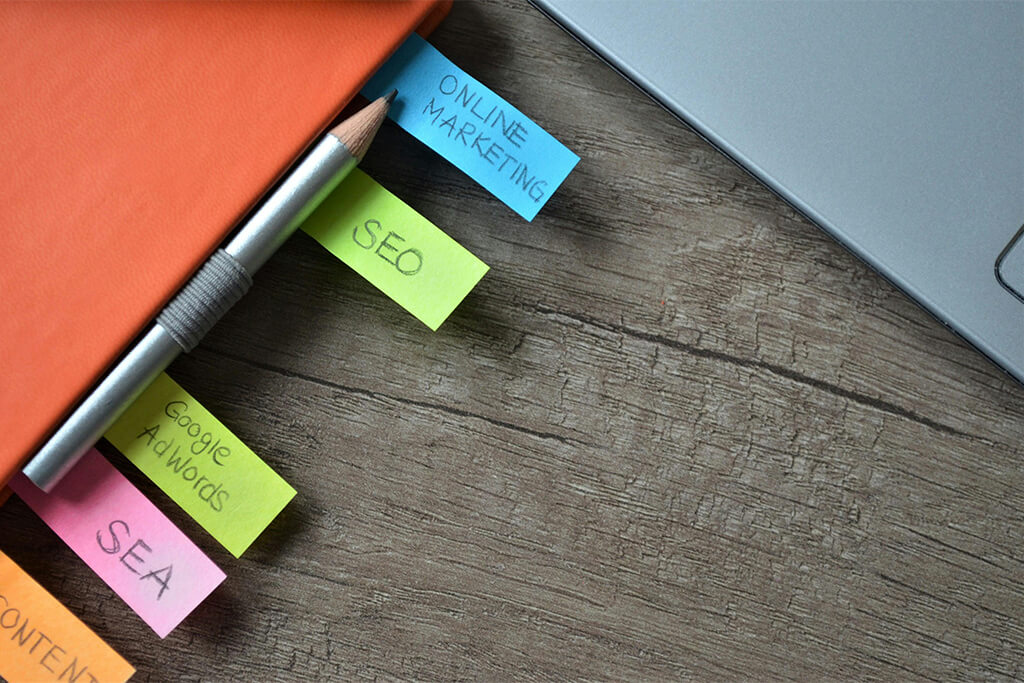 ONLINE
MARKETING
SEO
Google
AdWords
SEA
CONTENT